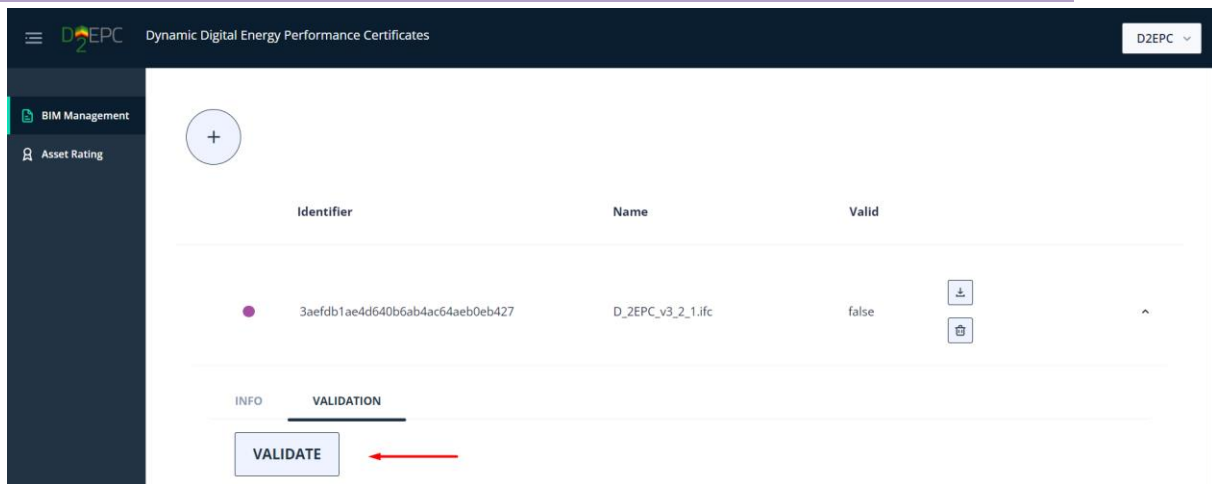 D2EPC Dynamic Digital Energy Performance Certificates D2EPC
BIM Management
Asset Rating
+
Identifier Name Valid
3aefdb1ae4d640b6ab4ac64aeb0eb427 D_2EPC_v3_2_1.ifc false
INFO VALIDATION
VALIDATE